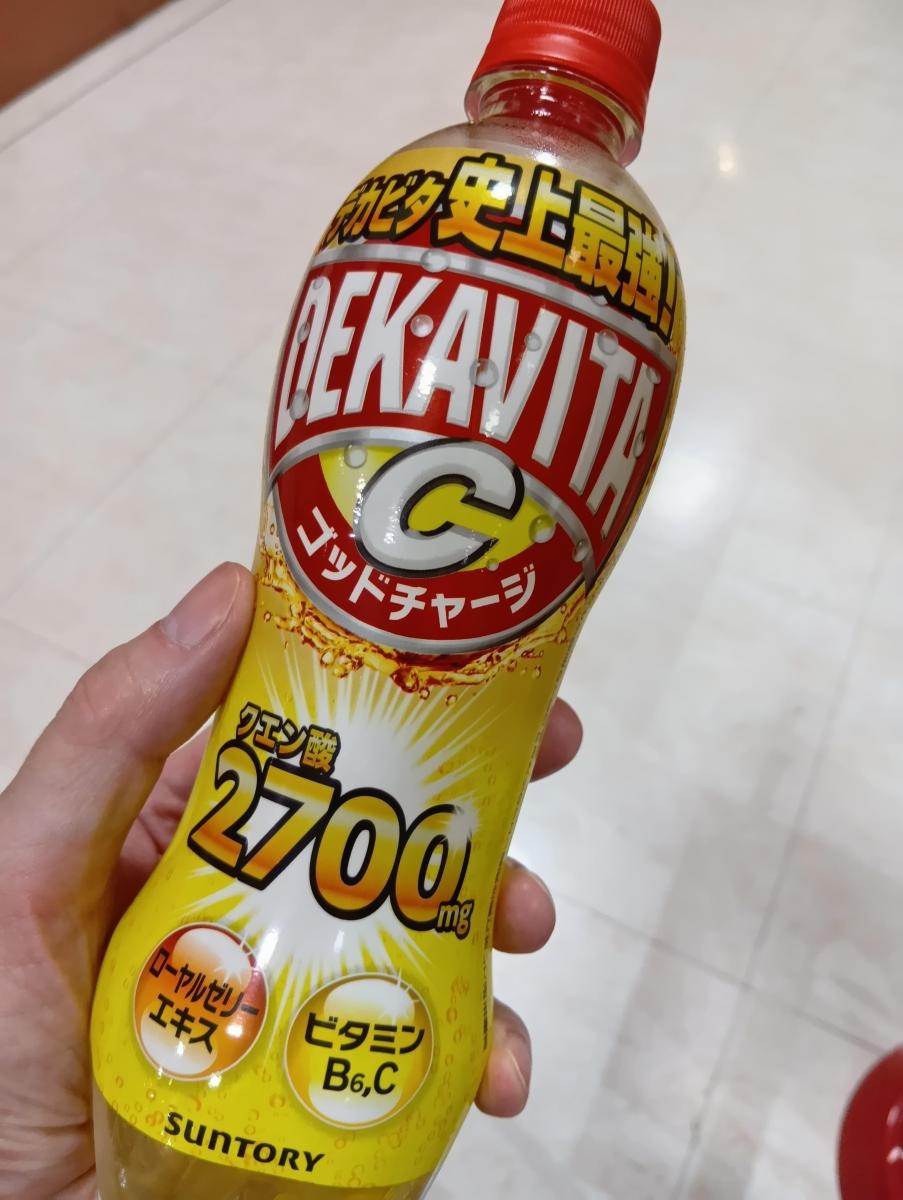 デカビタ史上最強!
DEKAVITA
C
ゴッドチャージ
クエン酸
2700mg
ローヤルゼリー
エキス
ビタミン
B6,C
SUNTORY